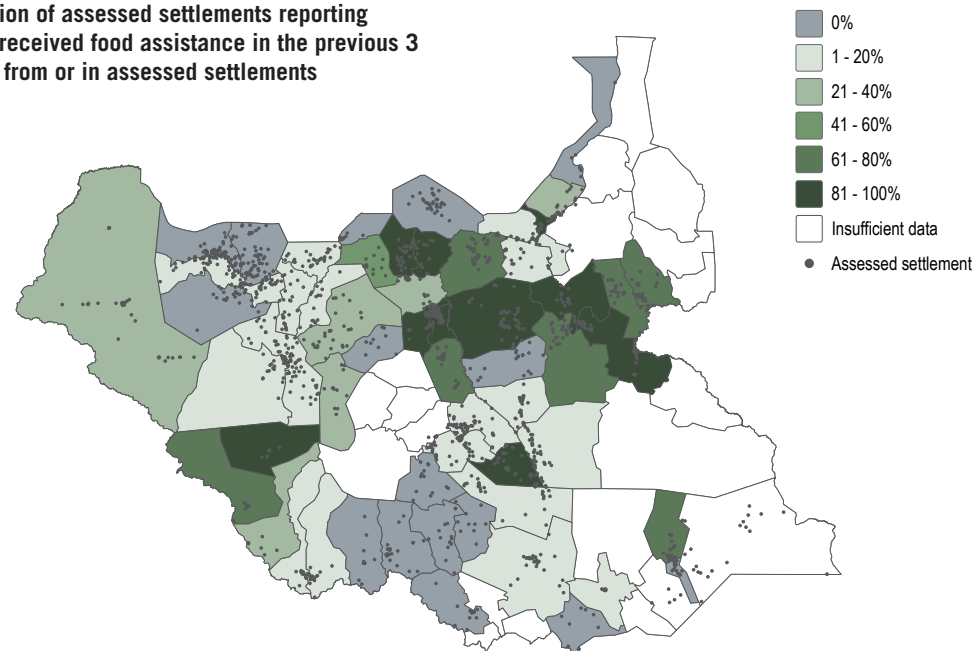 ion of assessed settlements reporting
received food assistance in the previous 3
from or in assessed settlements
0%
1 - 20%
21 - 40%
41 - 60%
61 - 80%
81 - 100%
Insufficient data
Assessed settlement